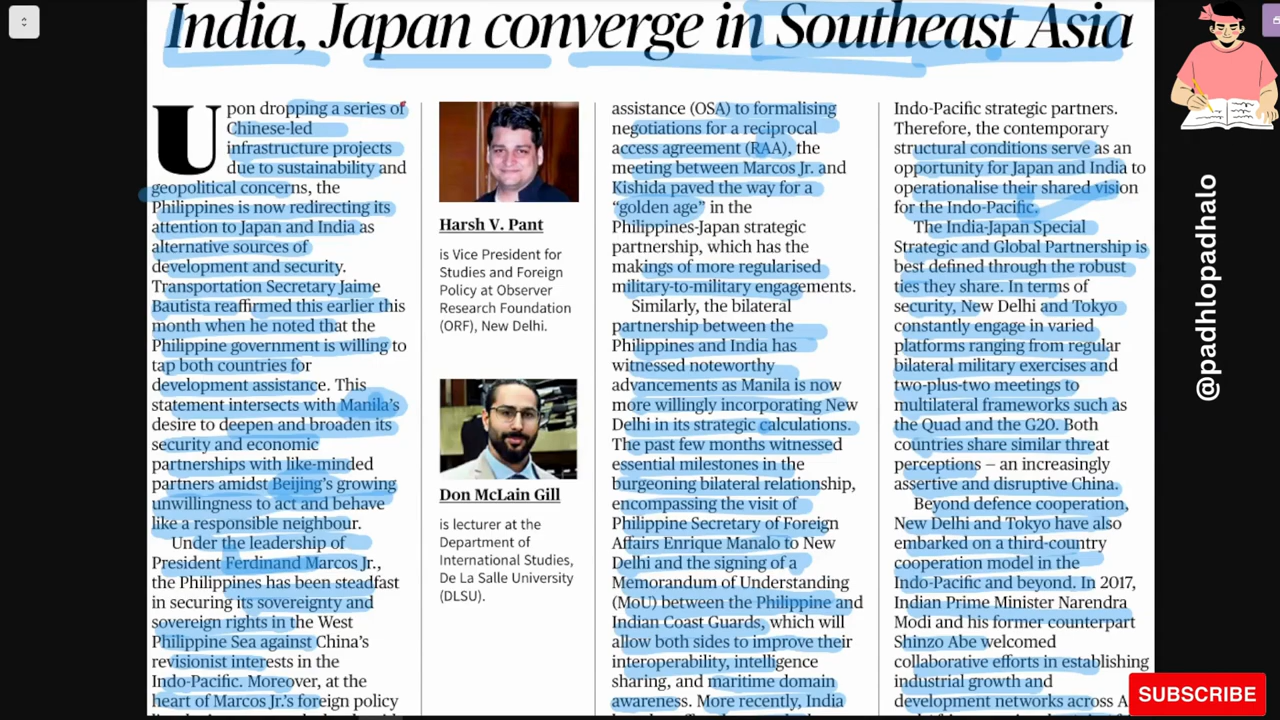 India, Japan converge in Southeast Asia
Upon dropping a series of
Chinese-led
infrastructure projects
due to sustainability and
geopolitical concerns, the
Philippines is now redirecting its
attention to Japan and India as
alternative sources of
development and security.
Transportation Secretary Jaime
Bautista reaffirmed this earlier this
month when he noted that the
Philippine government is willing to
tap both countries for
development assistance. This
statement intersects with Manila's
desire to deepen and broaden its
security and economic
partnerships with like-minded
partners amidst Beijing's growing
unwillingness to act and behave
like a responsible neighbour.
Under the leadership of
President Ferdinand Marcos Jr.,
the Philippines has been steadfast
in securing its sovereignty and
sovereign rights in the West
Philippine Sea against China's
revisionist interests in the
Indo-Pacific. Moreover, at the
heart of Marcos Jr.'s foreign policy
Harsh V. Pant
is Vice President for
Studies and Foreign
Policy at Observer
Research Foundation
(ORF), New Delhi.
Don McLain Gill
is lecturer at the
Department of
International Studies,
De La Salle University
(DLSU).
assistance (OSA) to formalising
negotiations for a reciprocal
access agreement (RAA), the
meeting between Marcos Jr. and
Kishida paved the way for a
“golden age” in the
Philippines-Japan strategic
partnership, which has the
makings of more regularised
military-to-military engagements.
Similarly, the bilateral
partnership between the
Philippines and India has
witnessed noteworthy
advancements as Manila is now
more willingly incorporating New
Delhi in its strategic calculations.
The past few months witnessed
essential milestones in the
burgeoning bilateral relationship,
encompassing the visit of
Philippine Secretary of Foreign
Affairs Enrique Manalo to New
Delhi and the signing of a
Memorandum of Understanding
(MoU) between the Philippine and
Indian Coast Guards, which will
allow both sides to improve their
interoperability, intelligence
sharing, and maritime domain
awareness. More recently, India
Indo-Pacific strategic partners.
Therefore, the contemporary
structural conditions serve as an
opportunity for Japan and India to
operationalise their shared vision
for the Indo-Pacific.
The India-Japan Special
Strategic and Global Partnership is
best defined through the robust
ties they share. In terms of
security, New Delhi and Tokyo
constantly engage in varied
platforms ranging from regular
bilateral military exercises and
two-plus-two meetings to
multilateral frameworks such as
the Quad and the G20. Both
countries share similar threat
perceptions — an increasingly
assertive and disruptive China.
Beyond defence cooperation,
New Delhi and Tokyo have also
embarked on a third-country
cooperation model in the
Indo-Pacific and beyond. In 2017,
Indian Prime Minister Narendra
Modi and his former counterpart
Shinzo Abe welcomed
collaborative efforts in establishing
industrial growth and
development networks across
@padhlopadhalo
SUBSCRIBE